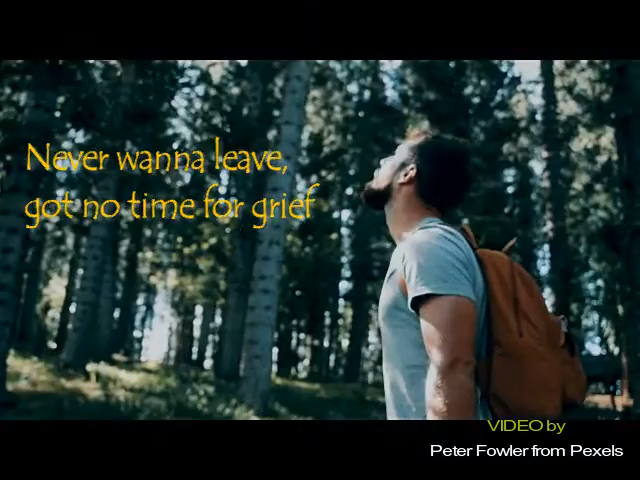 Never wanna leave,
got no time for grief
VIDEO by
Peter Fowler from Pexels